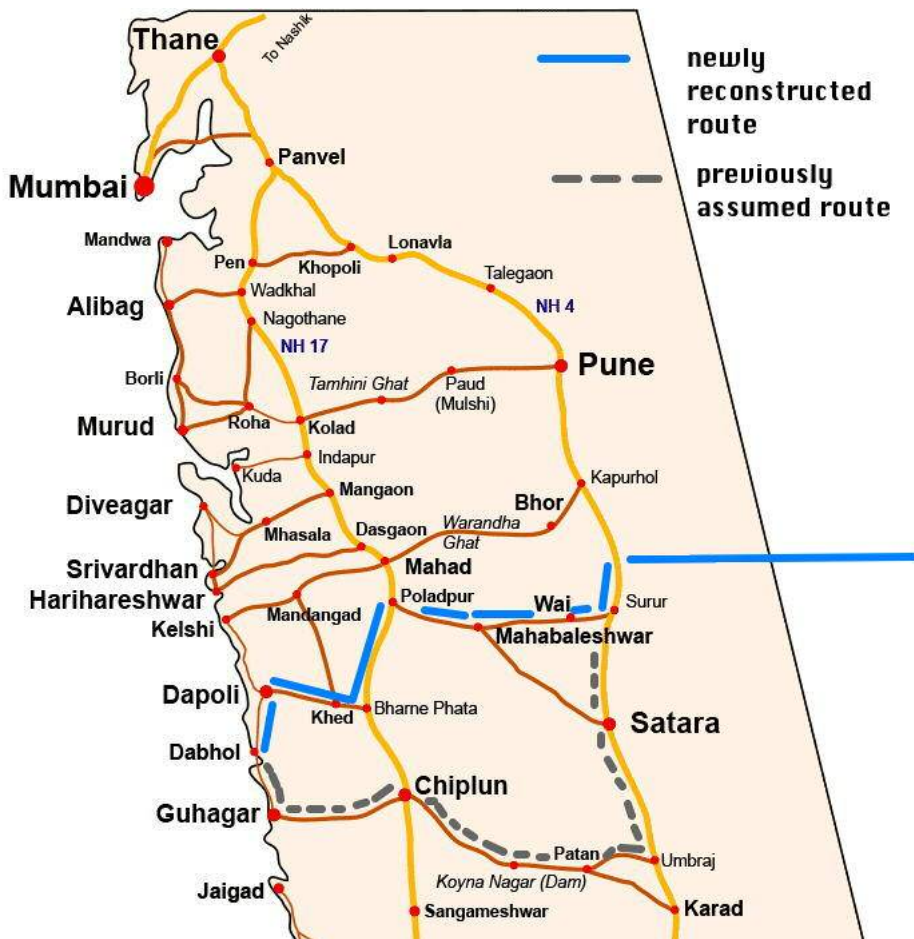 To Nashik
Thane
newly
reconstructed
route
Panvel
previously
assumed route
Mumbai
Mandwa
Lonavla
Pen
Khopoli
Talegaon
Wadkhal
Alibag
NH 4
Nagothane
NH 17
Pune
Borli
Tamhini Ghat
Paud
(Mulshi)
Murud
Roha
Kolad
Indapur
Kuda
Kapurhol
Mangaon
Diveagar
Bhor
Mhasala
Dasgaon
Warandha
Ghat
Srivardhan
Mahad
Harihareshwar
Poladpur
Wai
Surur
Kelshi
Mandangad
Mahabaleshwar
Dapoli
Khed
Bharne Phata
Satara
Dabhol
Chiplun
Guhagar
Patan
Umbraj
Koyna Nagar (Dam)
Jaigad
Sangameshwar
Karad